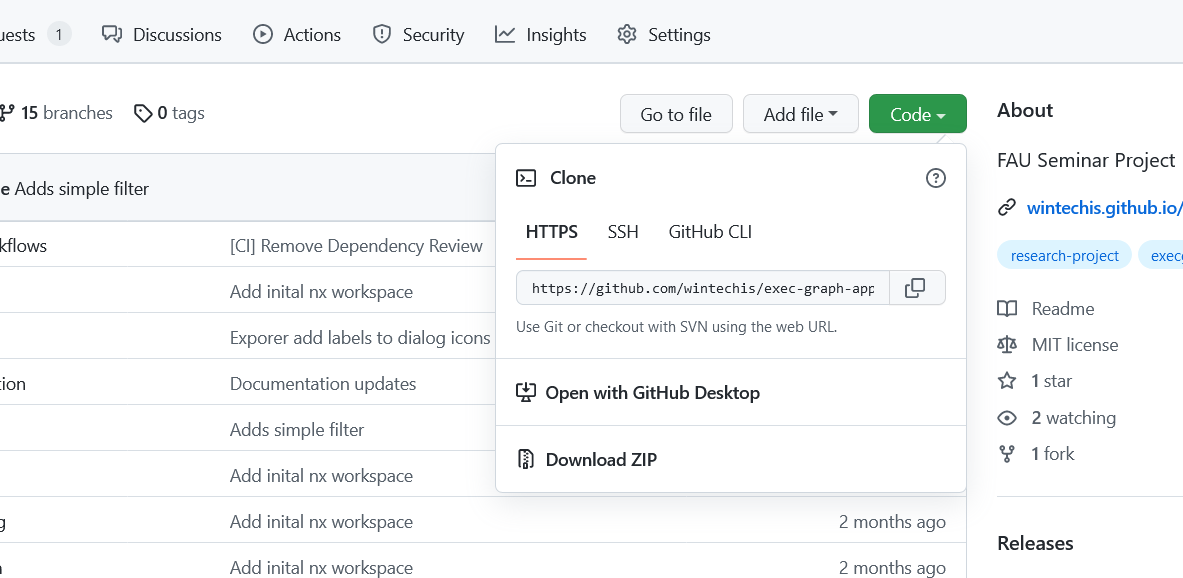 1 Discussions Actions Security Insights Settings
15 branches 0 tags
Go to file Add file Code
Adds simple filter
[CI] Remove Dependency Review
Add inital nx workspace
Exporer add labels to dialog icons
Documentation updates
Adds simple filter
Add inital nx workspace
Add inital nx workspace 2 months ago
Add inital nx workspace 2 months ago
Clone
HTTPS SSH GitHub CLI
https://github.com/wintechis/exec-graph-app
Use Git or checkout with SVN using the web URL.
Open with GitHub Desktop
Download ZIP
About
FAU Seminar Project
wintechis.github.io/
research-project
Readme
MIT license
1 star
2 watching
1 fork
Releases